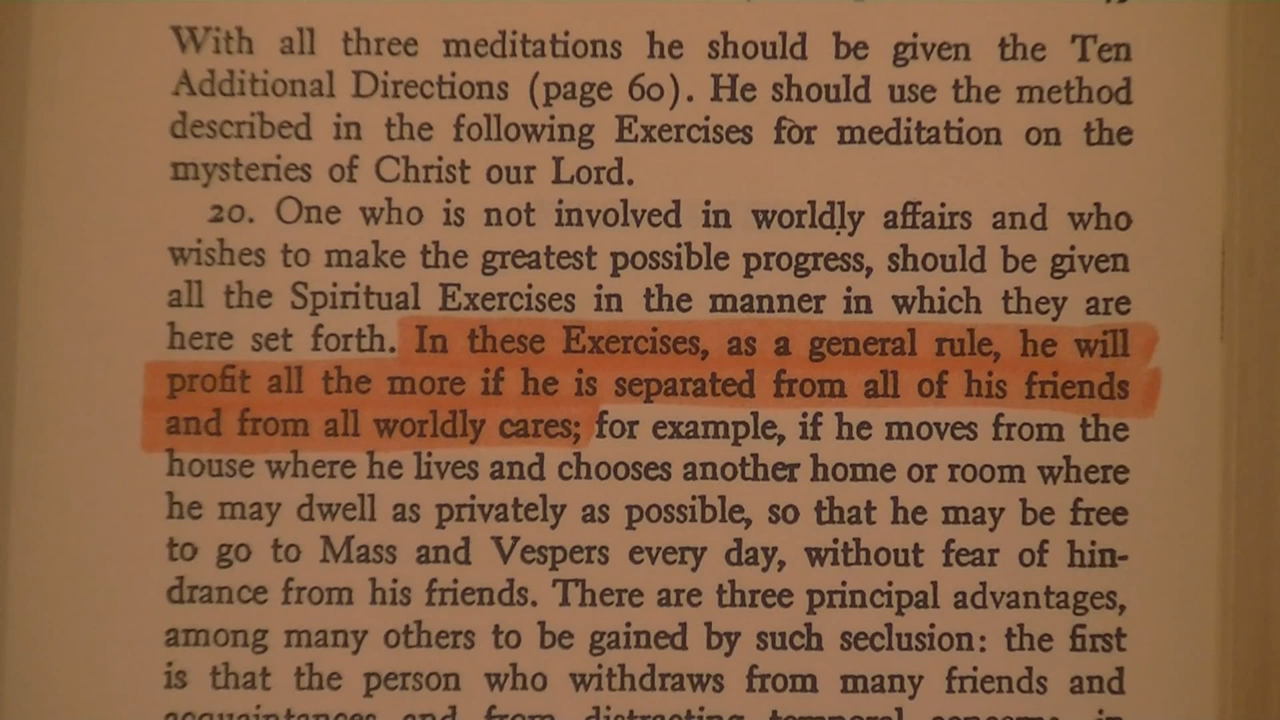 With all three meditations he should be given the Ten
Additional Directions (page 60). He should use the method
described in the following Exercises for meditation on the
mysteries of Christ our Lord.
20. One who is not involved in worldly affairs and who
wishes to make the greatest possible progress, should be given
all the Spiritual Exercises in the manner in which they are
here set forth. In these Exercises, as a general rule, he will
profit all the more if he is separated from all of his friends
and from all worldly cares; for example, if he moves from the
house where he lives and chooses another home or room where
he may dwell as privately as possible, so that he may be free
to go to Mass and Vespers every day, without fear of hin-
drance from his friends. There are three principal advantages,
among many others to be gained by such seclusion: the first
is that the person who withdraws from many friends and
acquaintances and from distracting temporal concerns in